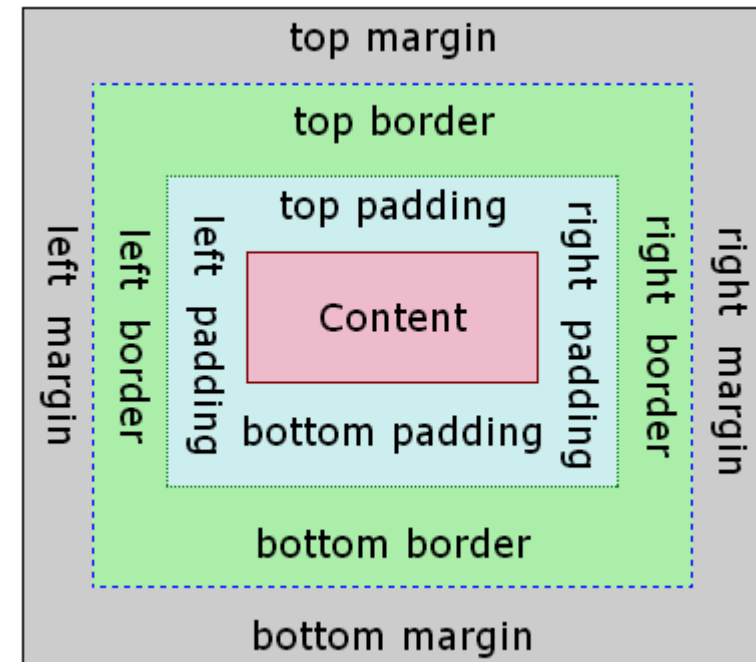 top margin
top border
top padding
left margin
left border
left padding
Content
right padding
right border
right margin
bottom padding
bottom border
bottom margin